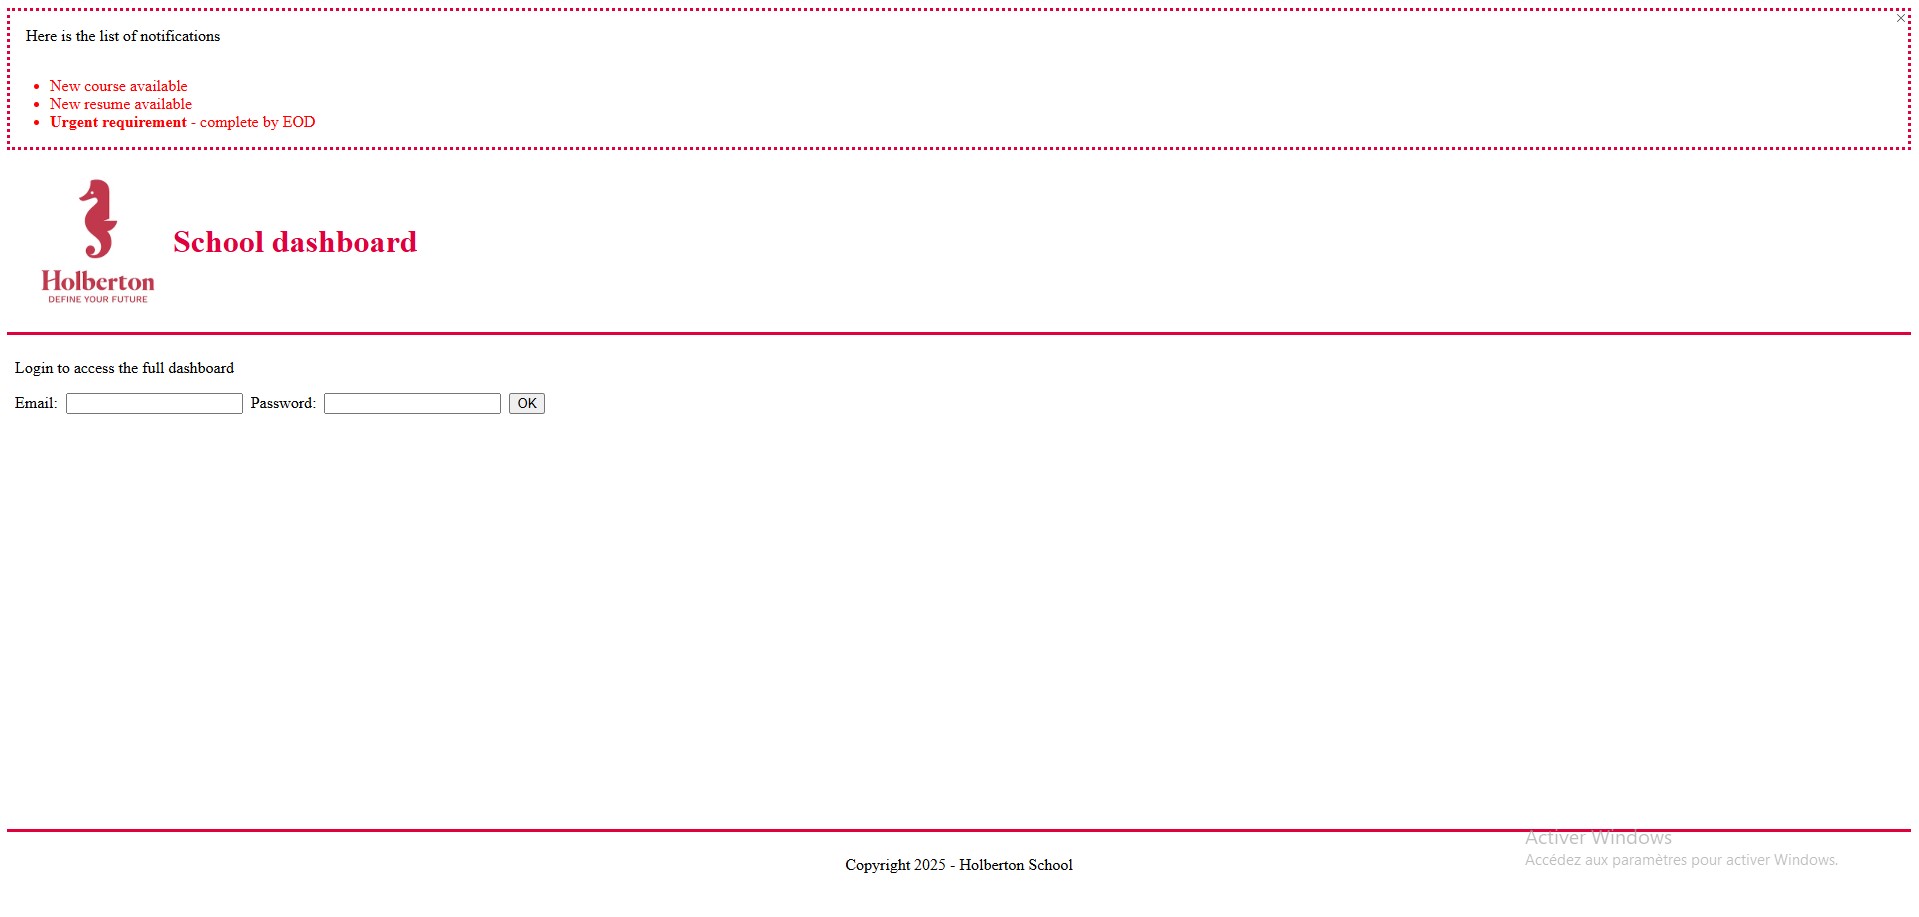 Here is the list of notifications
New course available
New resume available
Urgent requirement - complete by EOD
Holberton
DEFINE YOUR FUTURE
School dashboard
Login to access the full dashboard
Email: Password: OK
Activer Windows
Accédez aux paramètres pour activer Windows.
Copyright 2025 - Holberton School